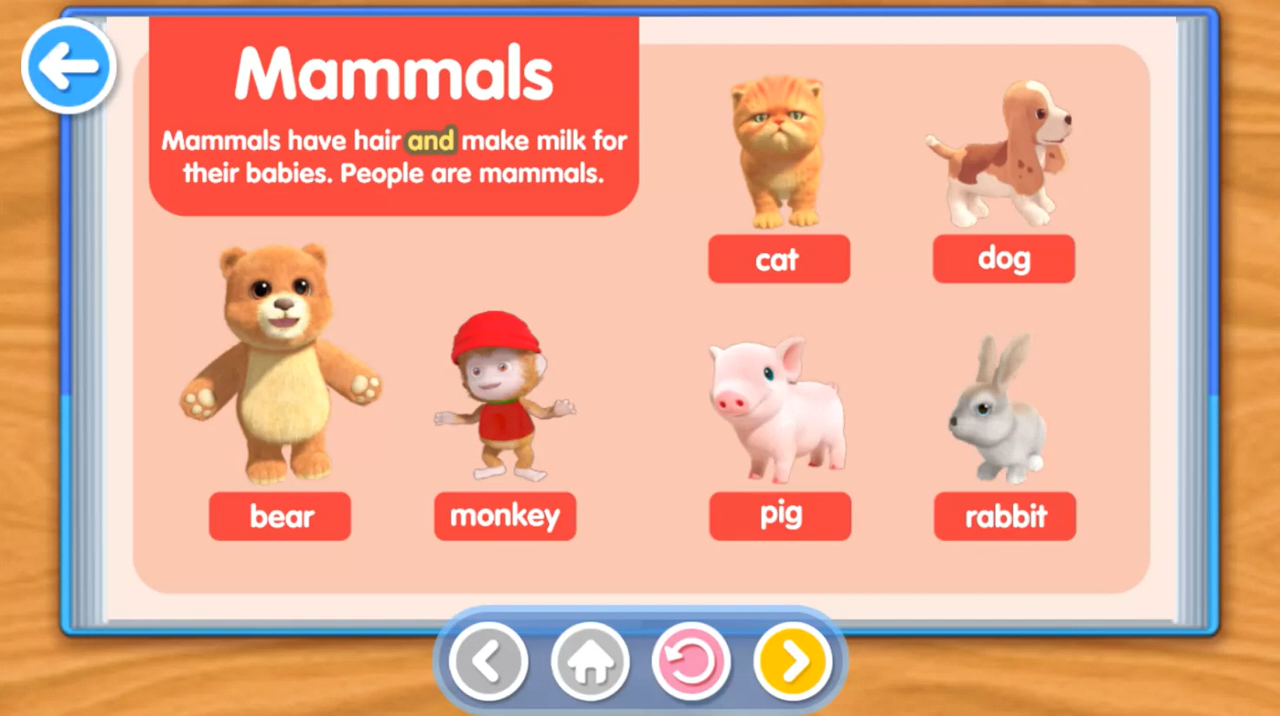 Mammals
Mammals have hair and make milk for
their babies. People are mammals.
cat
dog
bear
monkey
pig
rabbit